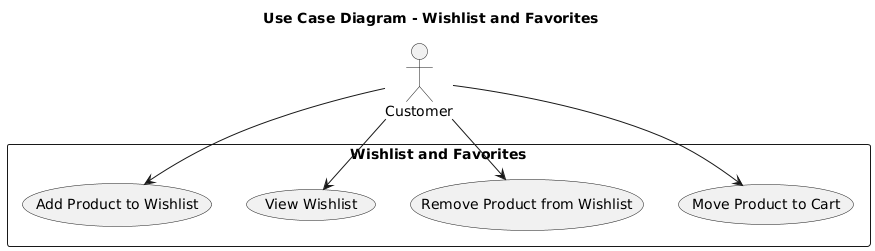 Use Case Diagram - Wishlist and Favorites
Customer
Wishlist and Favorites
Add Product to Wishlist
View Wishlist
Remove Product from Wishlist
Move Product to Cart